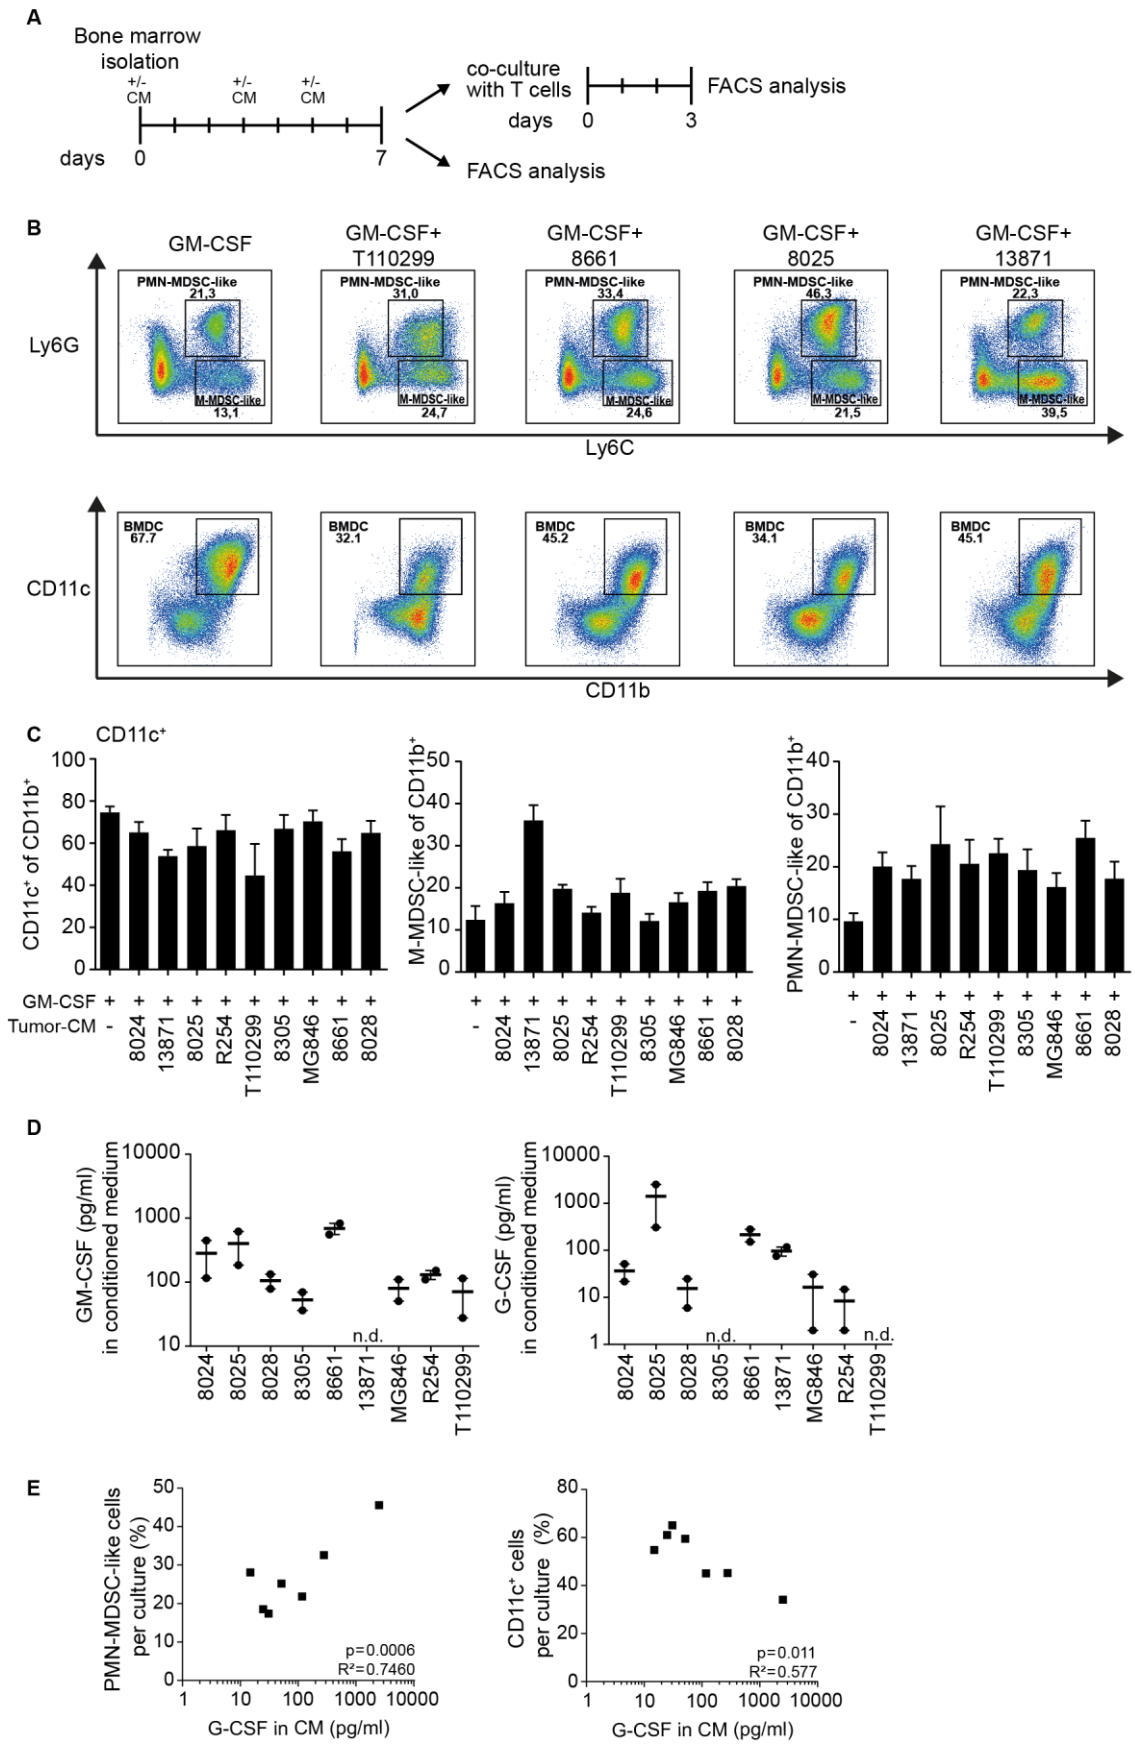 A
Bone marrow
isolation
+/-
CM
+/-
CM
+/-
CM
days
0
7
co-culture
with T cells
days
0
3
FACS analysis
FACS analysis
B
GM-CSF
GM-CSF+
T110299
GM-CSF+
8661
GM-CSF+
8025
GM-CSF+
13871
Ly6G
PMN-MDSC-like
21,3
M-MDSC-like
13,1
PMN-MDSC-like
31,0
M-MDSC-like
24,7
PMN-MDSC-like
33,4
M-MDSC-like
24,6
PMN-MDSC-like
46,3
M-MDSC-like
21,5
PMN-MDSC-like
22,3
M-MDSC-like
39,5
Ly6C
CD11c
BMDC
67.7
BMDC
32.1
BMDC
45.2
BMDC
34.1
BMDC
45.1
CD11b
C
CD11c⁺
CD11c⁺ of CD11b⁺
100
80
60
40
20
0
M-MDSC-like of CD11b⁺
50
40
30
20
10
0
PMN-MDSC-like of CD11b⁺
40
30
20
10
0
GM-CSF + + + + + + + + + +
Tumor-CM - 8024 13871 8025 R254 T110299 8305 MG846 8661 8028
+ + + + + + + + + +
- 8024 13871 8025 R254 T110299 8305 MG846 8661 8028
+ + + + + + + + + +
- 8024 13871 8025 R254 T110299 8305 MG846 8661 8028
D
GM-CSF (pg/ml)
in conditioned medium
10000
1000
100
10
n.d.
8024 8025 8028 8305 8661 13871 MG846 R254 T110299
G-CSF (pg/ml)
in conditioned medium
10000
1000
100
10
1
n.d.
n.d.
8024 8025 8028 8305 8661 13871 MG846 R254 T110299
E
PMN-MDSC-like cells
per culture (%)
50
40
30
20
10
0
p=0.0006
R²=0.7460
1 10 100 1000 10000
G-CSF in CM (pg/ml)
CD11c⁺ cells
per culture (%)
80
60
40
20
0
p=0.011
R²=0.577
1 10 100 1000 10000
G-CSF in CM (pg/ml)